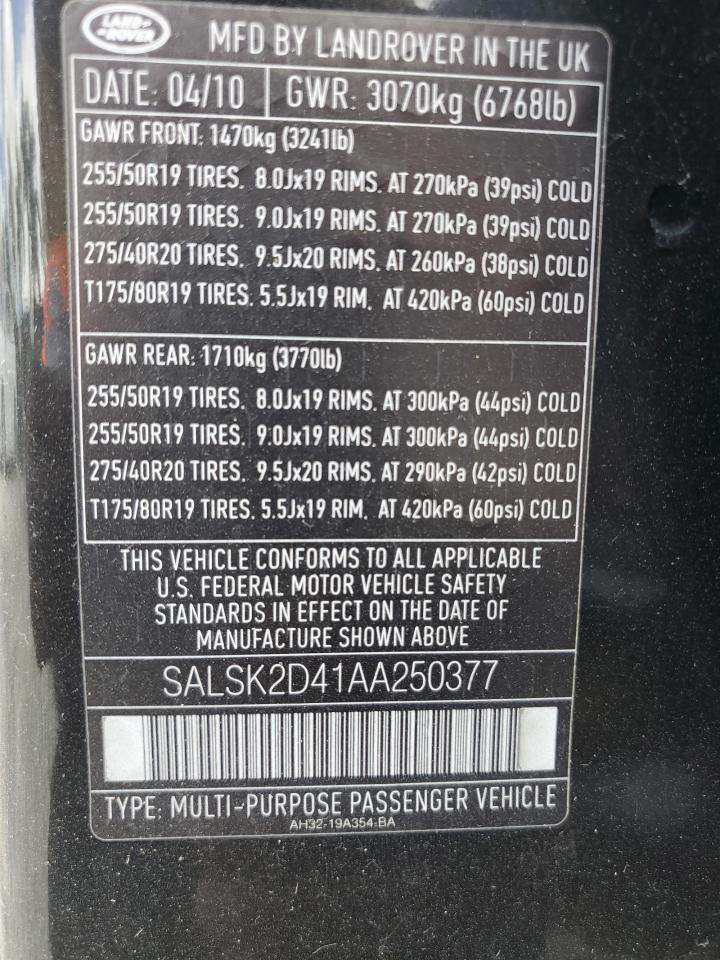 LAND-
-ROVER
MFD BY LANDROVER IN THE UK
DATE: 04/10 GWR: 3070kg (6768lb)
GAWR FRONT: 1470kg (3241lb)
255/50R19 TIRES. 8.0Jx19 RIMS. AT 270kPa (39psi) COLD
255/50R19 TIRES. 9.0Jx19 RIMS. AT 270kPa (39psi) COLD
275/40R20 TIRES. 9.5Jx20 RIMS. AT 260kPa (38psi) COLD
T175/80R19 TIRES. 5.5Jx19 RIM. AT 420kPa (60psi) COLD
GAWR REAR: 1710kg (3770lb)
255/50R19 TIRES. 8.0Jx19 RIMS. AT 300kPa (44psi) COLD
255/50R19 TIRES. 9.0Jx19 RIMS. AT 300kPa (44psi) COLD
275/40R20 TIRES. 9.5Jx20 RIMS. AT 290kPa (42psi) COLD
T175/80R19 TIRES. 5.5Jx19 RIM. AT 420kPa (60psi) COLD
THIS VEHICLE CONFORMS TO ALL APPLICABLE
U.S. FEDERAL MOTOR VEHICLE SAFETY
STANDARDS IN EFFECT ON THE DATE OF
MANUFACTURE SHOWN ABOVE
SALSK2D41AA250377
TYPE: MULTI-PURPOSE PASSENGER VEHICLE
AH32-19A354-BA